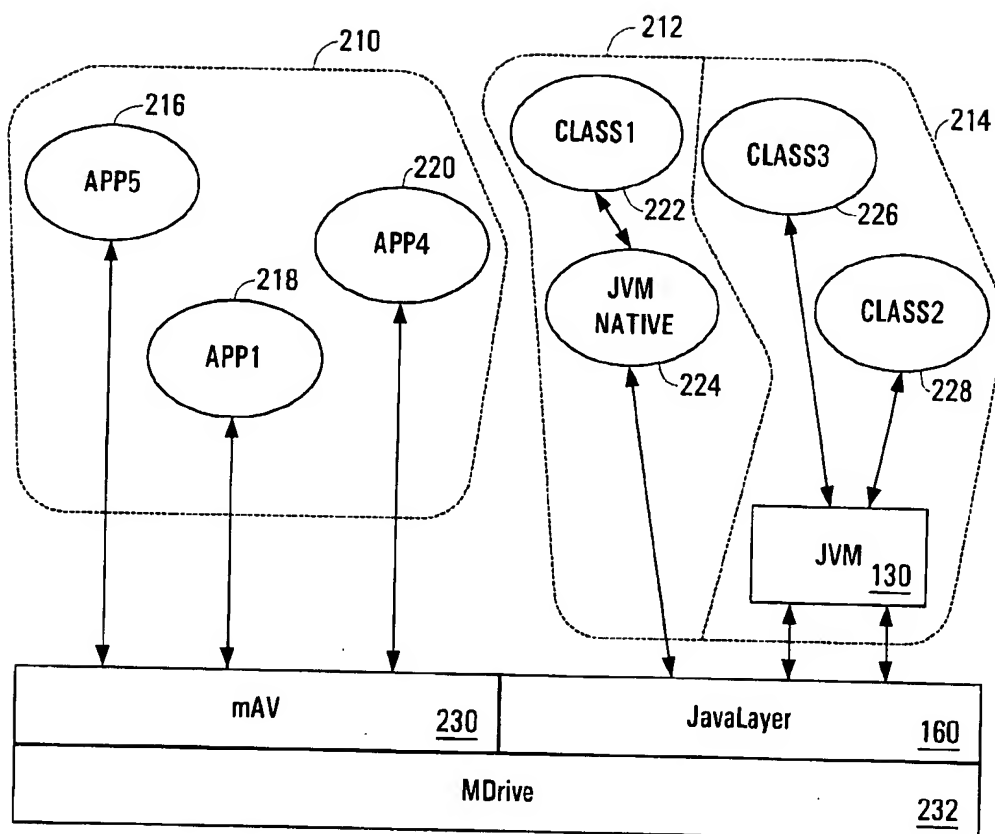 210
212
216
APP5
220
APP4
218
APP1
CLASS1
222
CLASS3
226
214
JVM
NATIVE
224
CLASS2
228
JVM 130
mAV 230
JavaLayer 160
MDrive 232